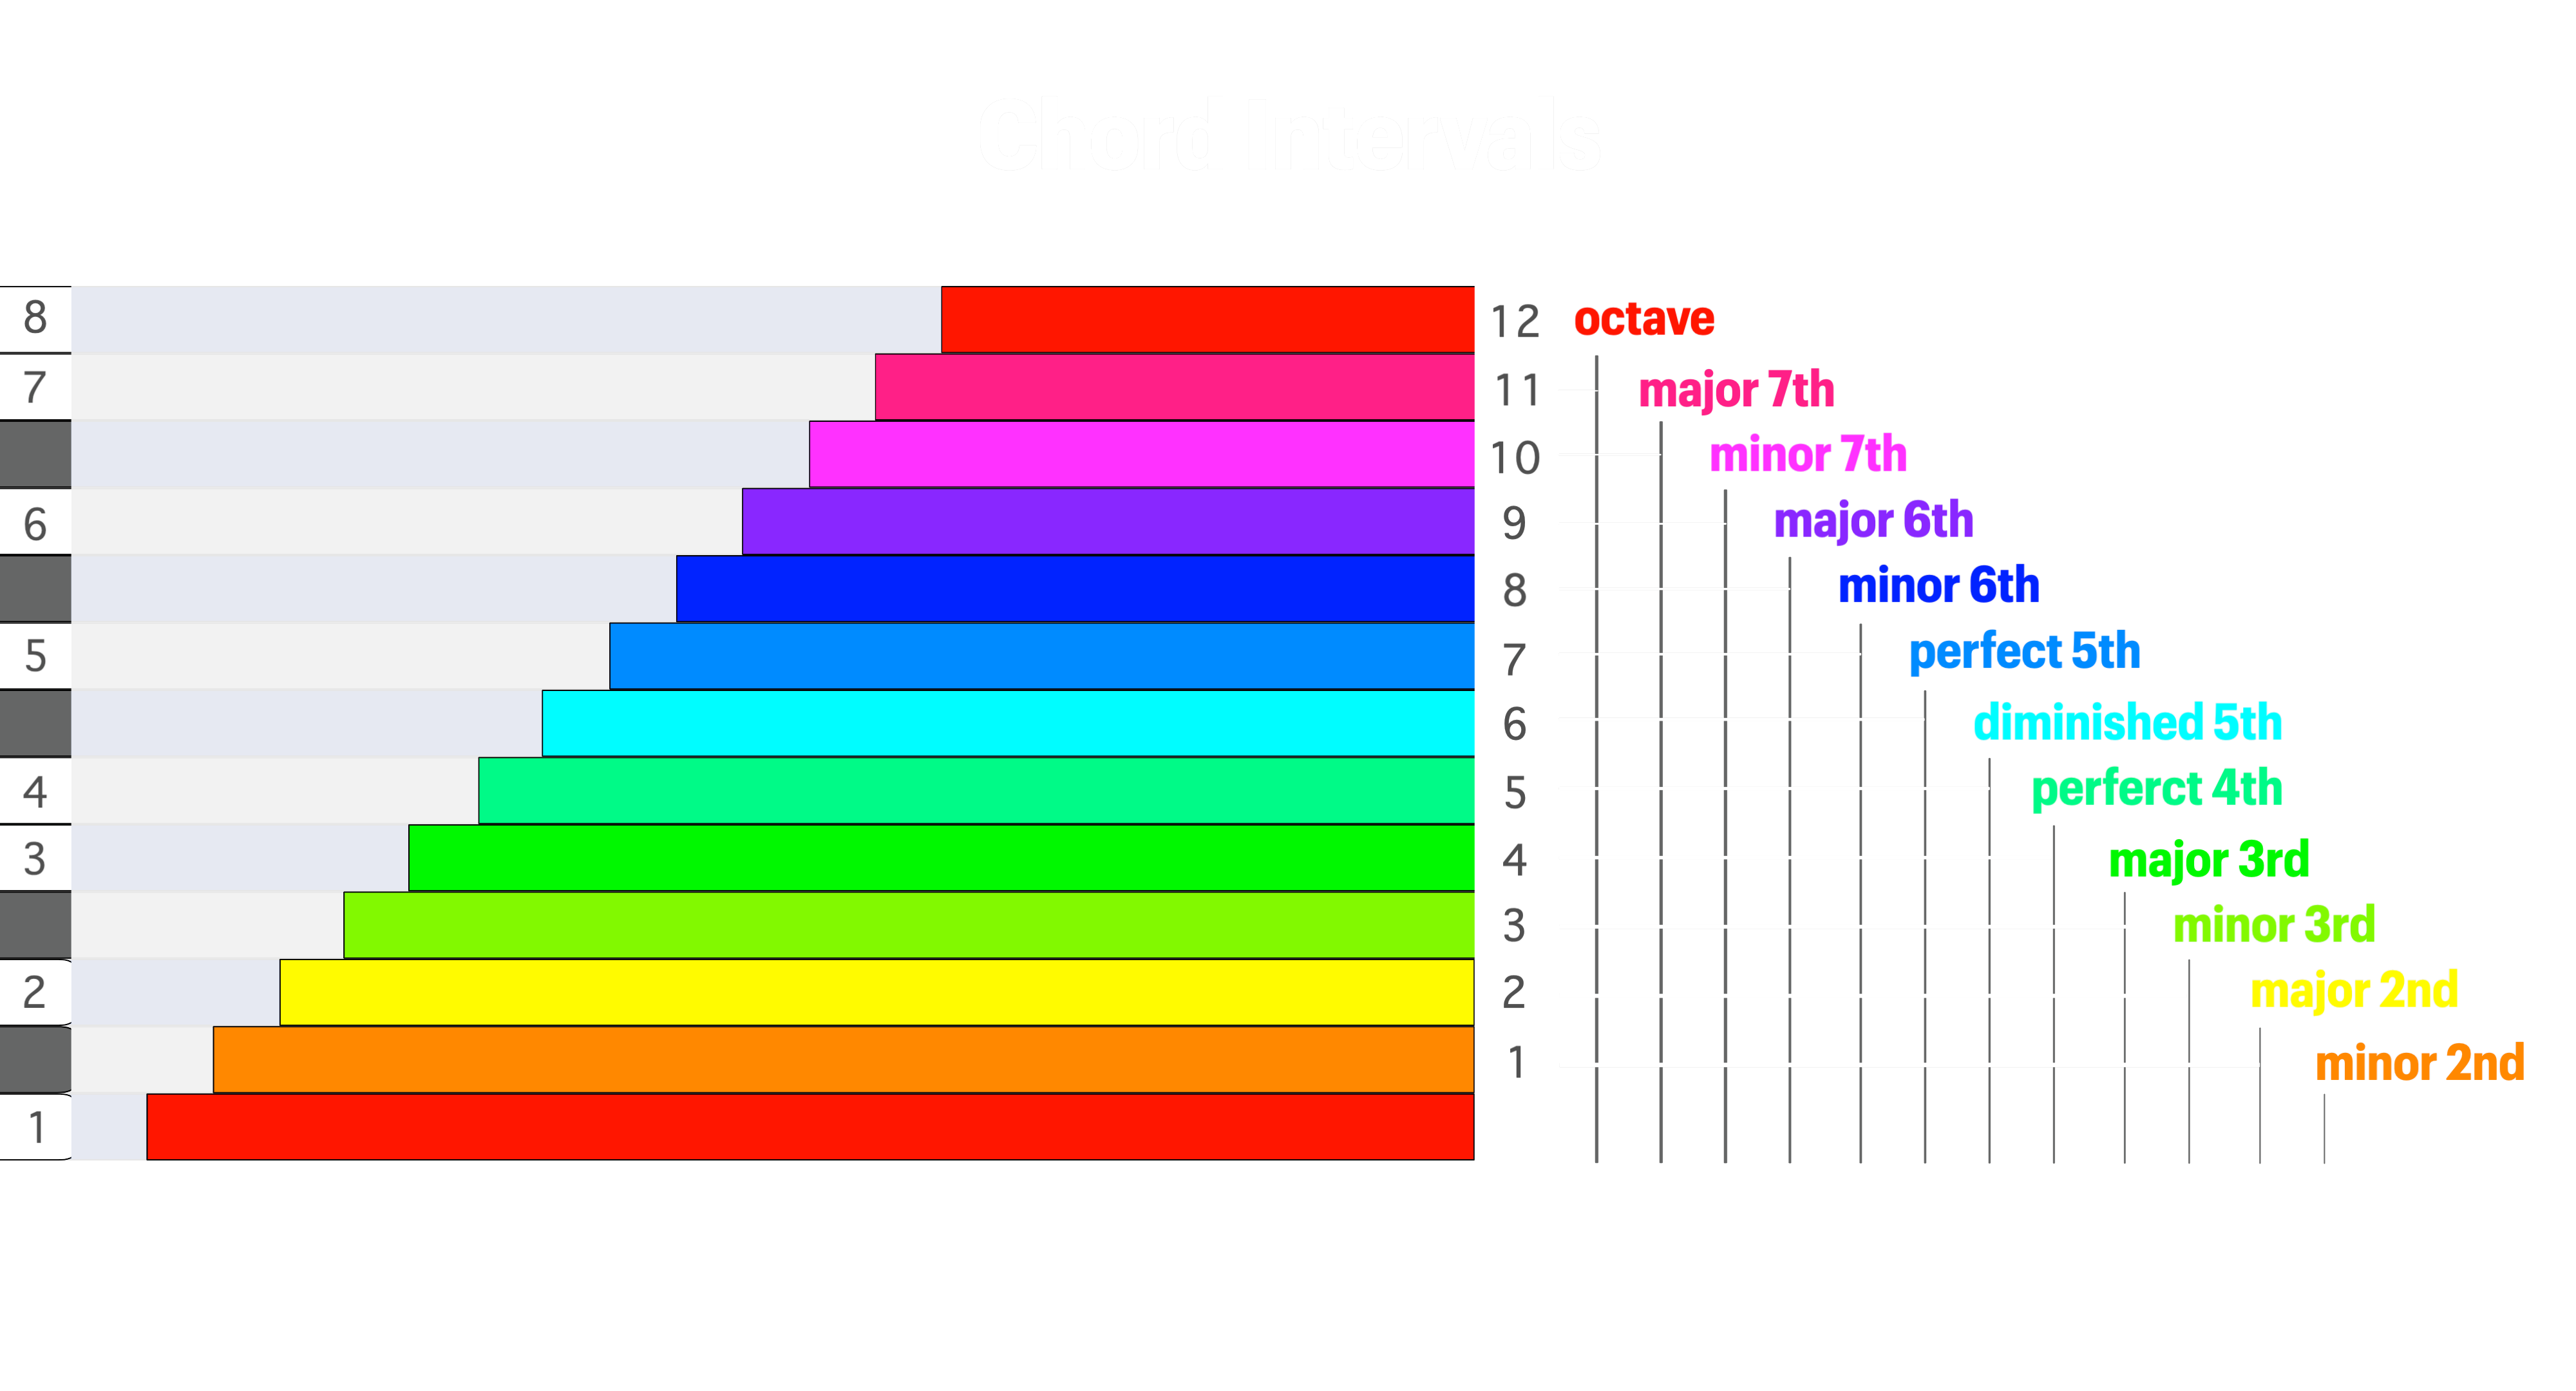 Chord Intervals
8 12 octave
7 11 major 7th
10 minor 7th
6 9 major 6th
8 minor 6th
5 7 perfect 5th
6 diminished 5th
4 5 perferct 4th
3 4 major 3rd
3 minor 3rd
2 2 major 2nd
1 minor 2nd
1